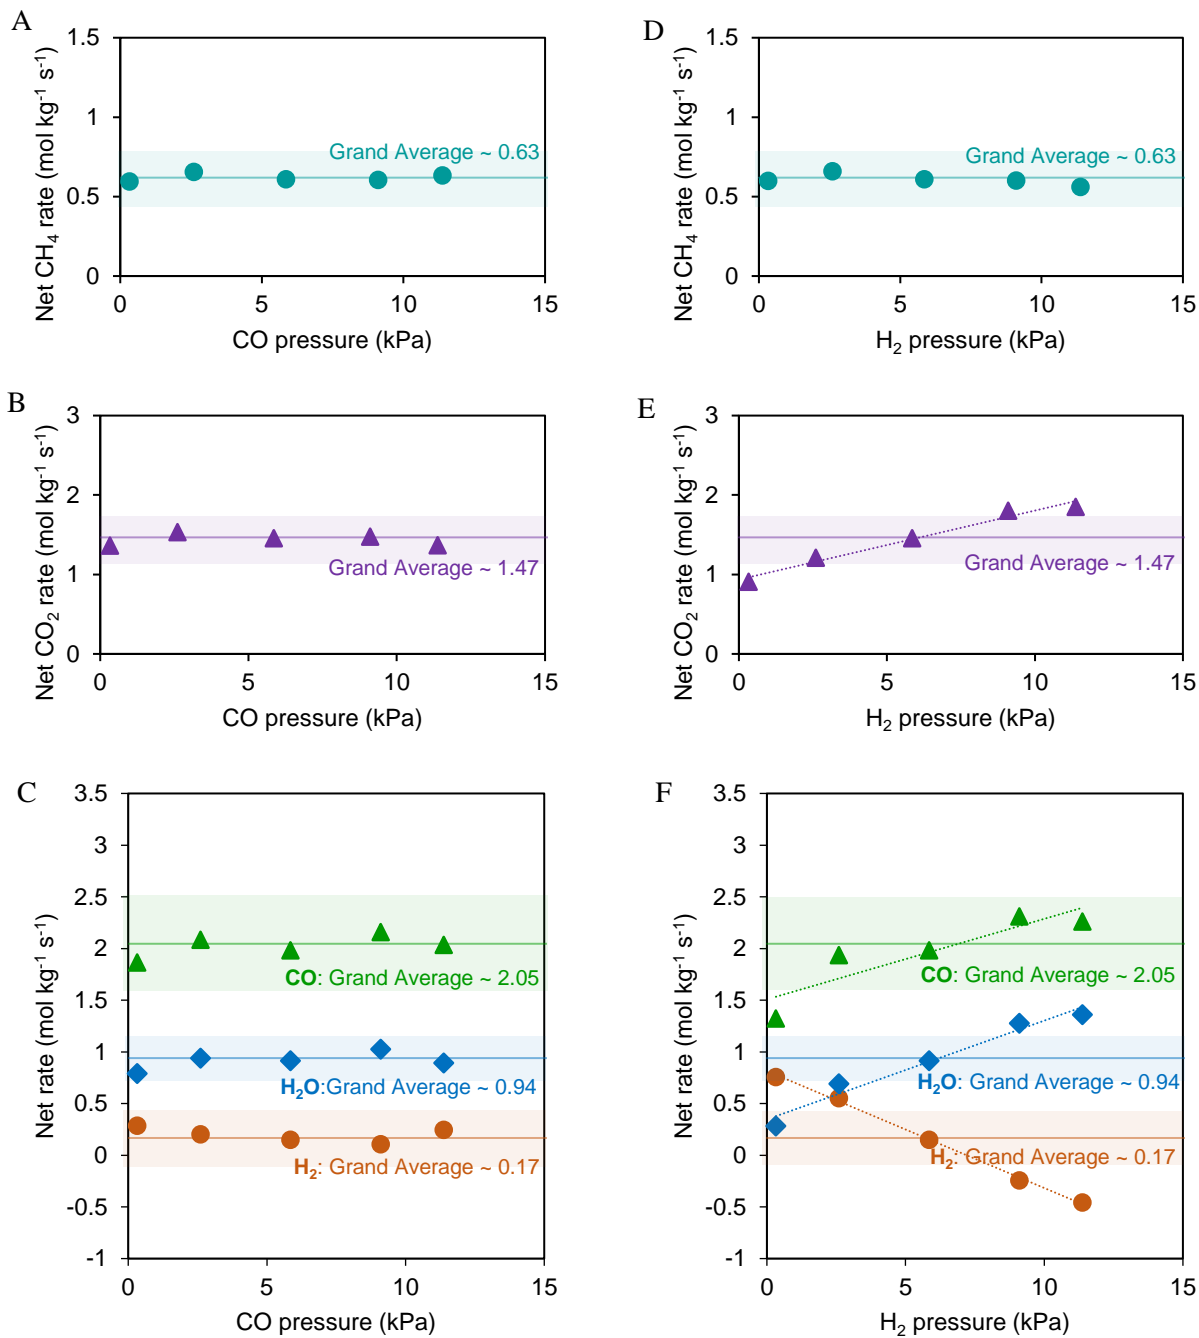 A
Net CH₄ rate (mol kg⁻¹ s⁻¹)
1.5
1
0.5
0
Grand Average ~ 0.63
0 5 10 15
CO pressure (kPa)
D
Net CH₄ rate (mol kg⁻¹ s⁻¹)
1.5
1
0.5
0
Grand Average ~ 0.63
0 5 10 15
H₂ pressure (kPa)
B
Net CO₂ rate (mol kg⁻¹ s⁻¹)
3
2
1
0
Grand Average ~ 1.47
0 5 10 15
CO pressure (kPa)
E
Net CO₂ rate (mol kg⁻¹ s⁻¹)
3
2
1
0
Grand Average ~ 1.47
0 5 10 15
H₂ pressure (kPa)
C
Net rate (mol kg⁻¹ s⁻¹)
3.5
3
2.5
2
1.5
1
0.5
0
-0.5
-1
CO: Grand Average ~ 2.05
H₂O:Grand Average ~ 0.94
H₂: Grand Average ~ 0.17
0 5 10 15
CO pressure (kPa)
F
Net rate (mol kg⁻¹ s⁻¹)
3.5
3
2.5
2
1.5
1
0.5
0
-0.5
-1
CO: Grand Average ~ 2.05
H₂O: Grand Average ~ 0.94
H₂: Grand Average ~ 0.17
0 5 10 15
H₂ pressure (kPa)